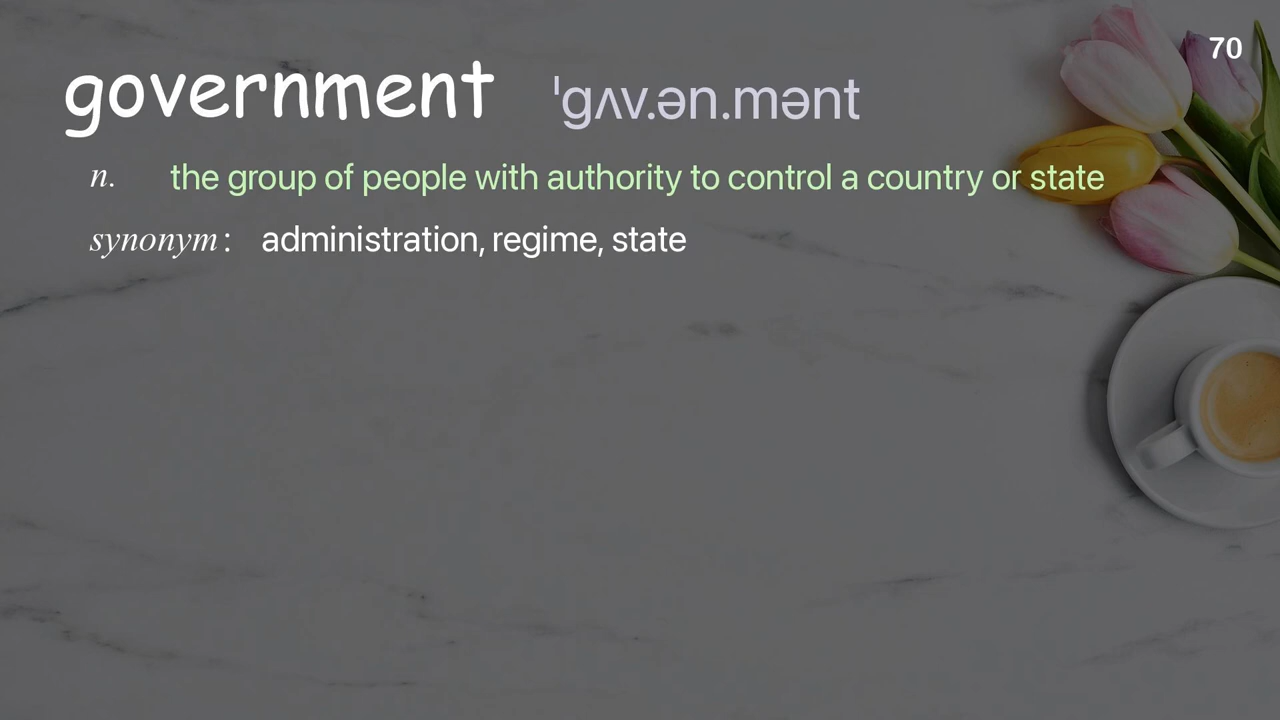 70
government ˈɡʌv.ən.mənt
n. the group of people with authority to control a country or state
synonym : administration, regime, state